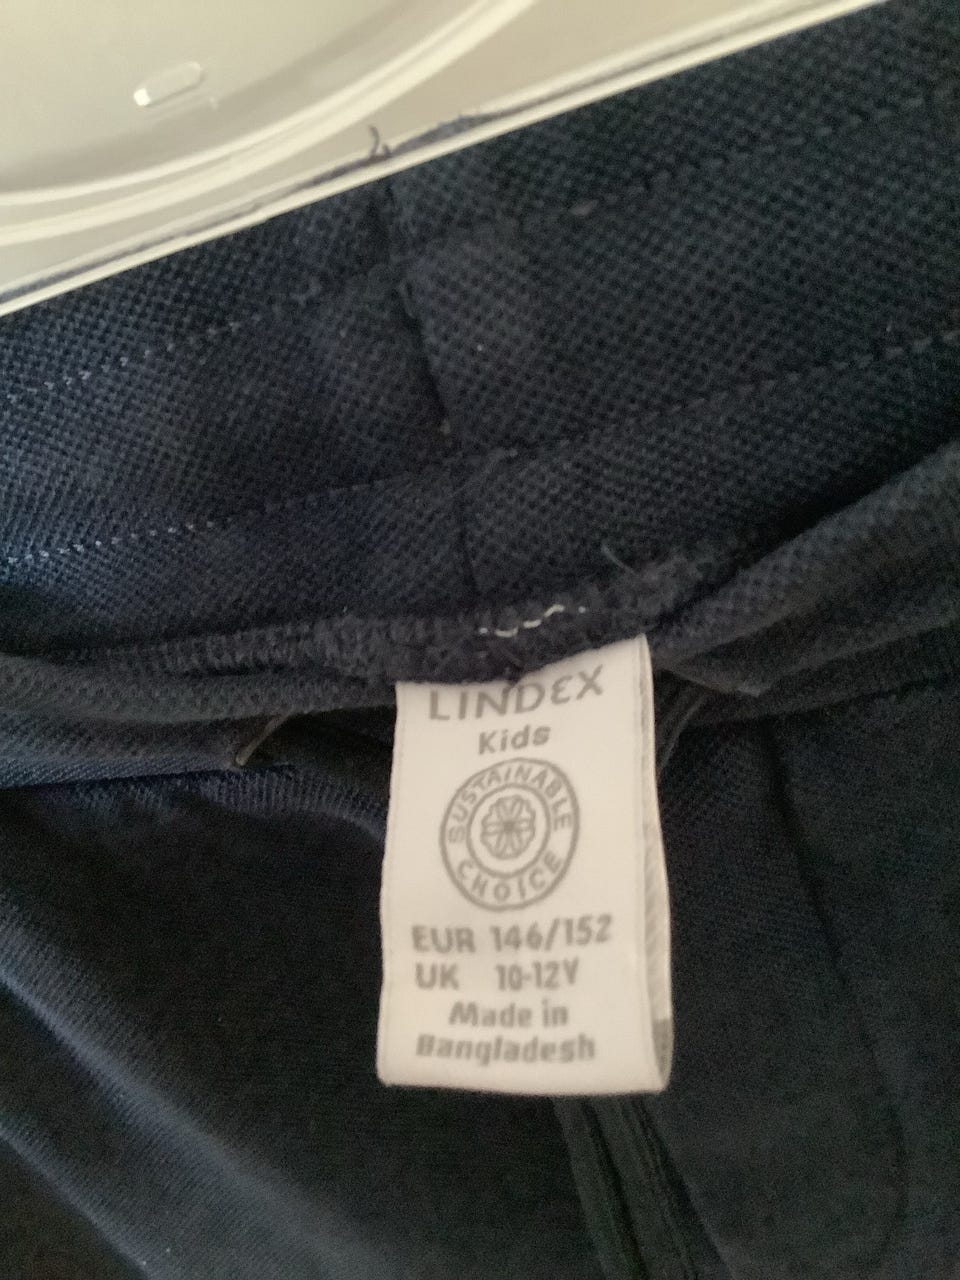 LINDEX
Kids
SUSTAINABLE
CHOICE
EUR 146/152
UK 10-12Y
Made in
Bangladesh